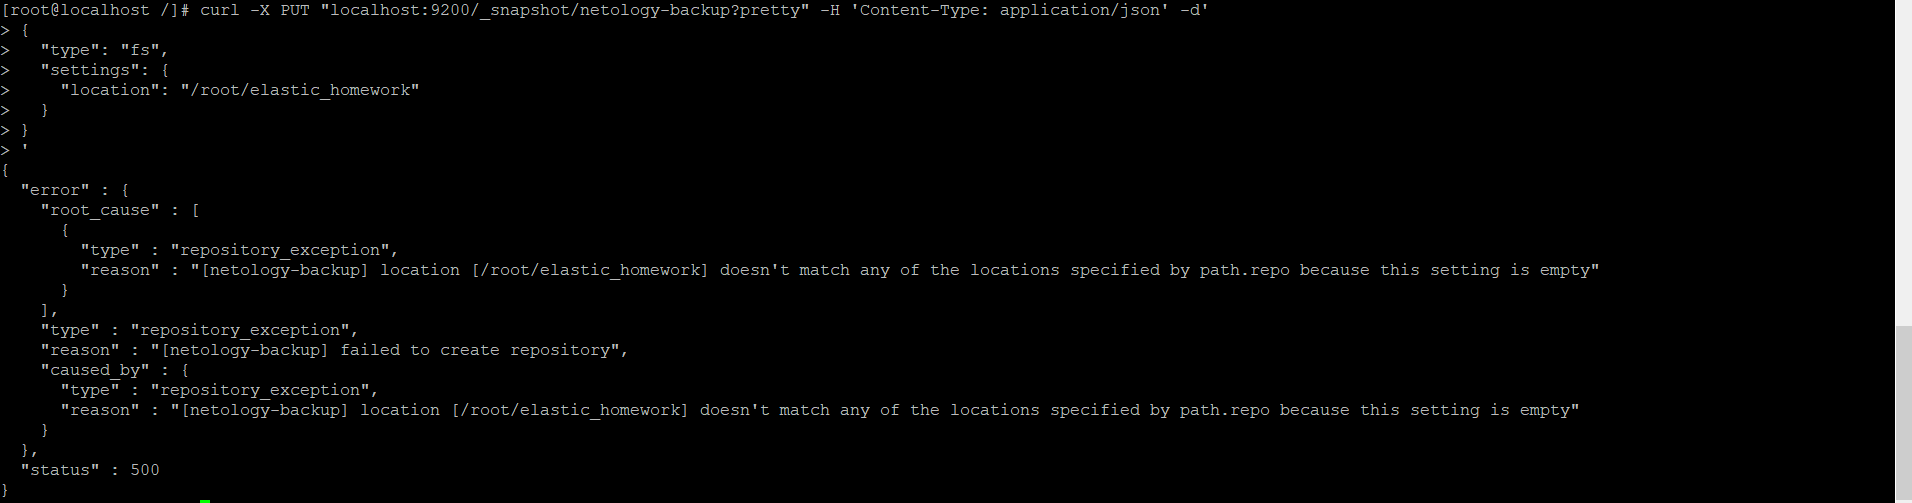 [root@localhost /]# curl -X PUT "localhost:9200/_snapshot/netology-backup?pretty" -H 'Content-Type: application/json' -d'
> {
>   "type": "fs",
>   "settings": {
>     "location": "/root/elastic_homework"
>   }
> }
> '
{
  "error" : {
    "root_cause" : [
      {
        "type" : "repository_exception",
        "reason" : "[netology-backup] location [/root/elastic_homework] doesn't match any of the locations specified by path.repo because this setting is empty"
      }
    ],
    "type" : "repository_exception",
    "reason" : "[netology-backup] failed to create repository",
    "caused_by" : {
      "type" : "repository_exception",
      "reason" : "[netology-backup] location [/root/elastic_homework] doesn't match any of the locations specified by path.repo because this setting is empty"
    }
  },
  "status" : 500
}